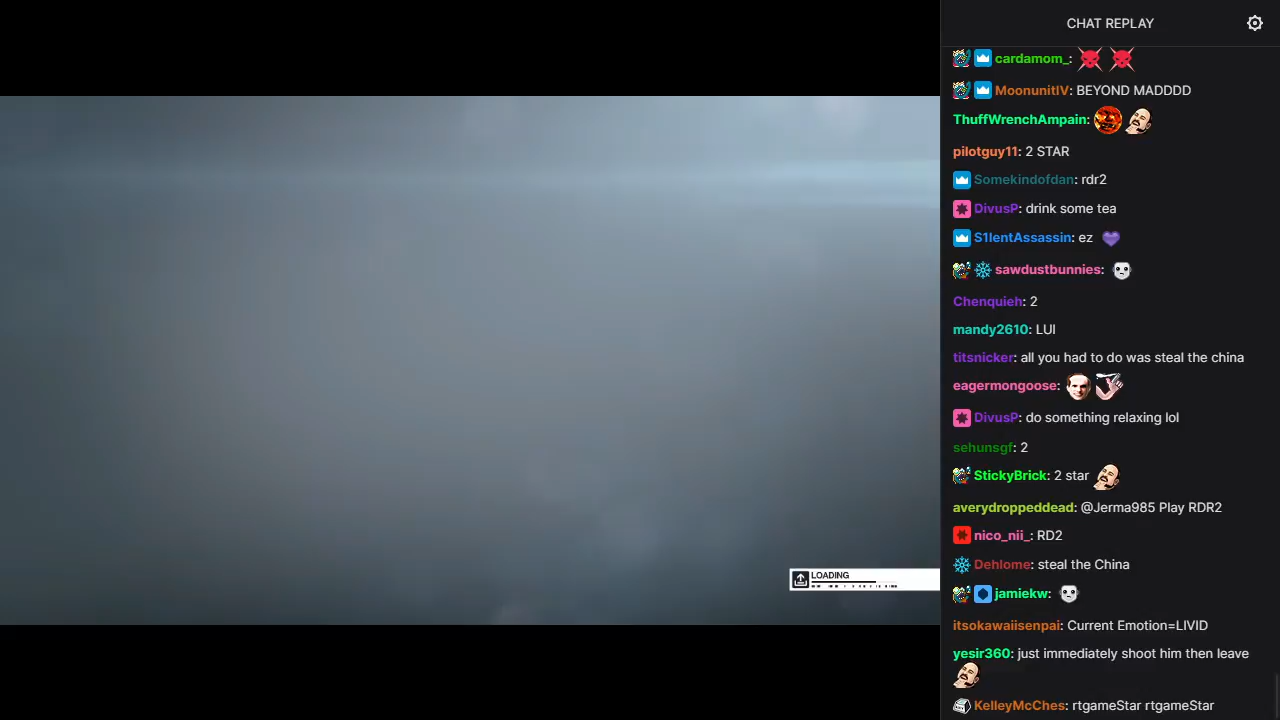 CHAT REPLAY
cardamom_:
MoonunitIV: BEYOND MADDDD
ThuffWrenchAmpain:
pilotguy11: 2 STAR
Somekindofdan: rdr2
DivusP: drink some tea
S1lentAssassin: ez
sawdustbunnies:
Chenquieh: 2
mandy2610: LUI
titsnicker: all you had to do was steal the china
eagermongoose:
DivusP: do something relaxing lol
sehunsgf: 2
StickyBrick: 2 star
averydroppeddead: @Jerma985 Play RDR2
nico_nii_: RD2
Dehlome: steal the China
LOADING
jamiekw:
itsokawaiisenpai: Current Emotion=LIVID
yesir360: just immediately shoot him then leave
KelleyMcChes: rtgameStar rtgameStar